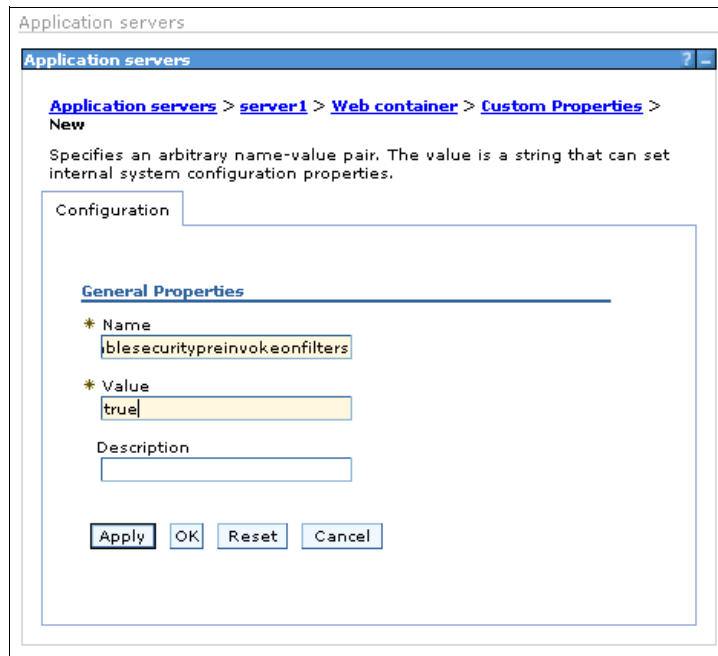 Application servers
Application servers ? –
Application servers > server1 > Web container > Custom Properties >
New
Specifies an arbitrary name-value pair. The value is a string that can set
internal system configuration properties.
Configuration
General Properties
* Name
blesecuritypreinvokeonfilters
* Value
true
Description
Apply OK Reset Cancel